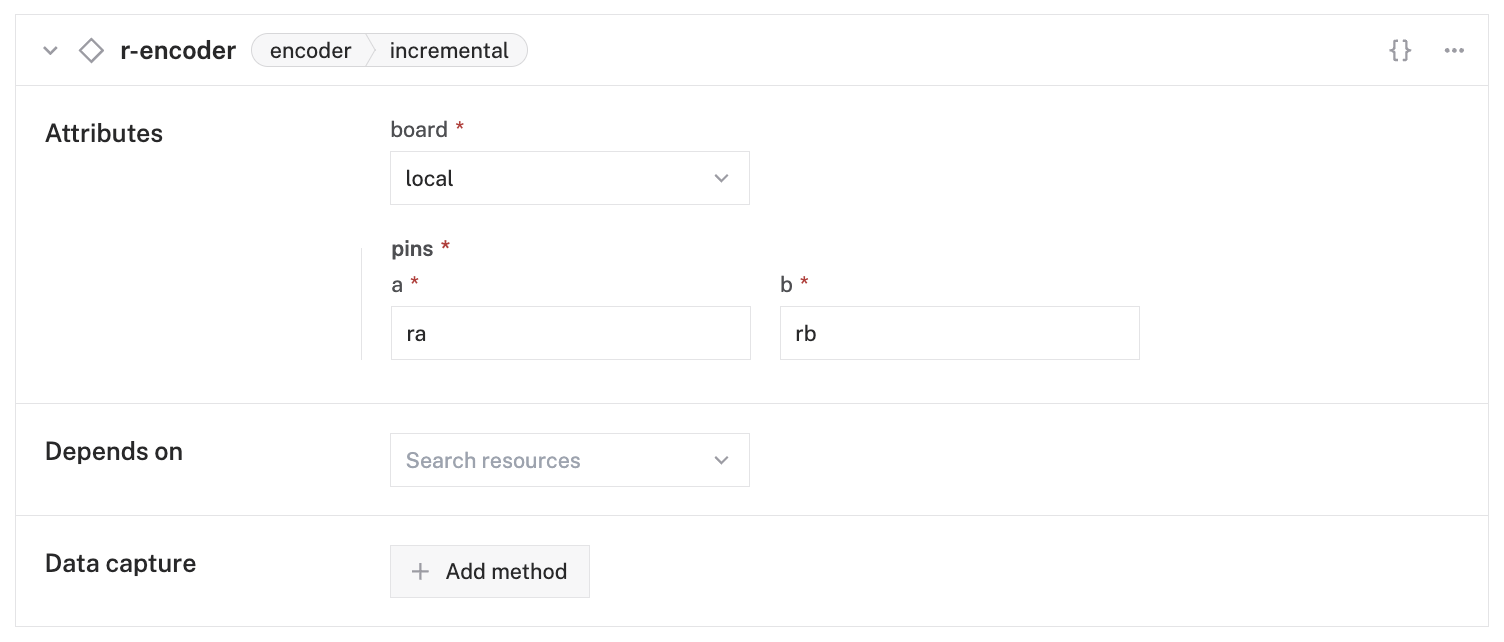 r-encoder encoder incremental {} ...
Attributes
board *
local
pins *
a * b *
ra rb
Depends on Search resources
Data capture + Add method